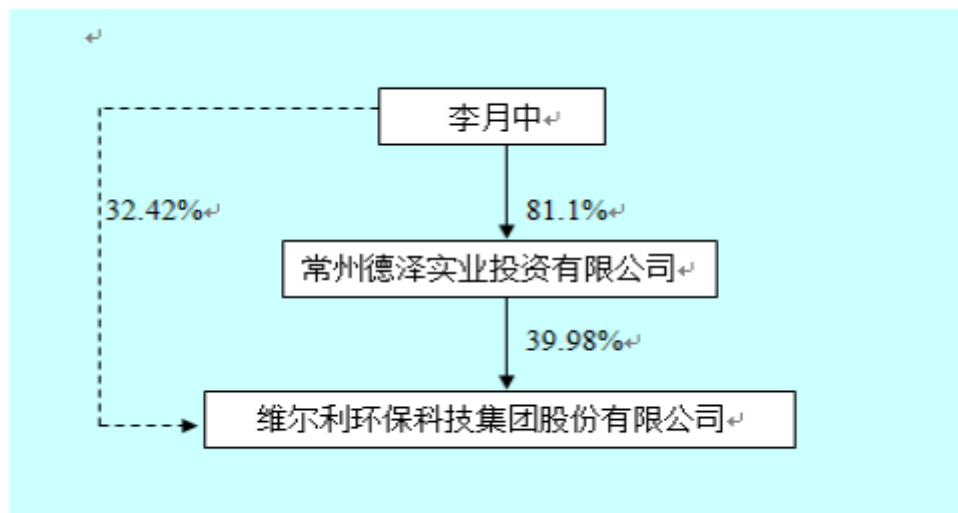 李月中
32.42%
81.1%
常州德泽实业投资有限公司
39.98%
维尔利环保科技集团股份有限公司